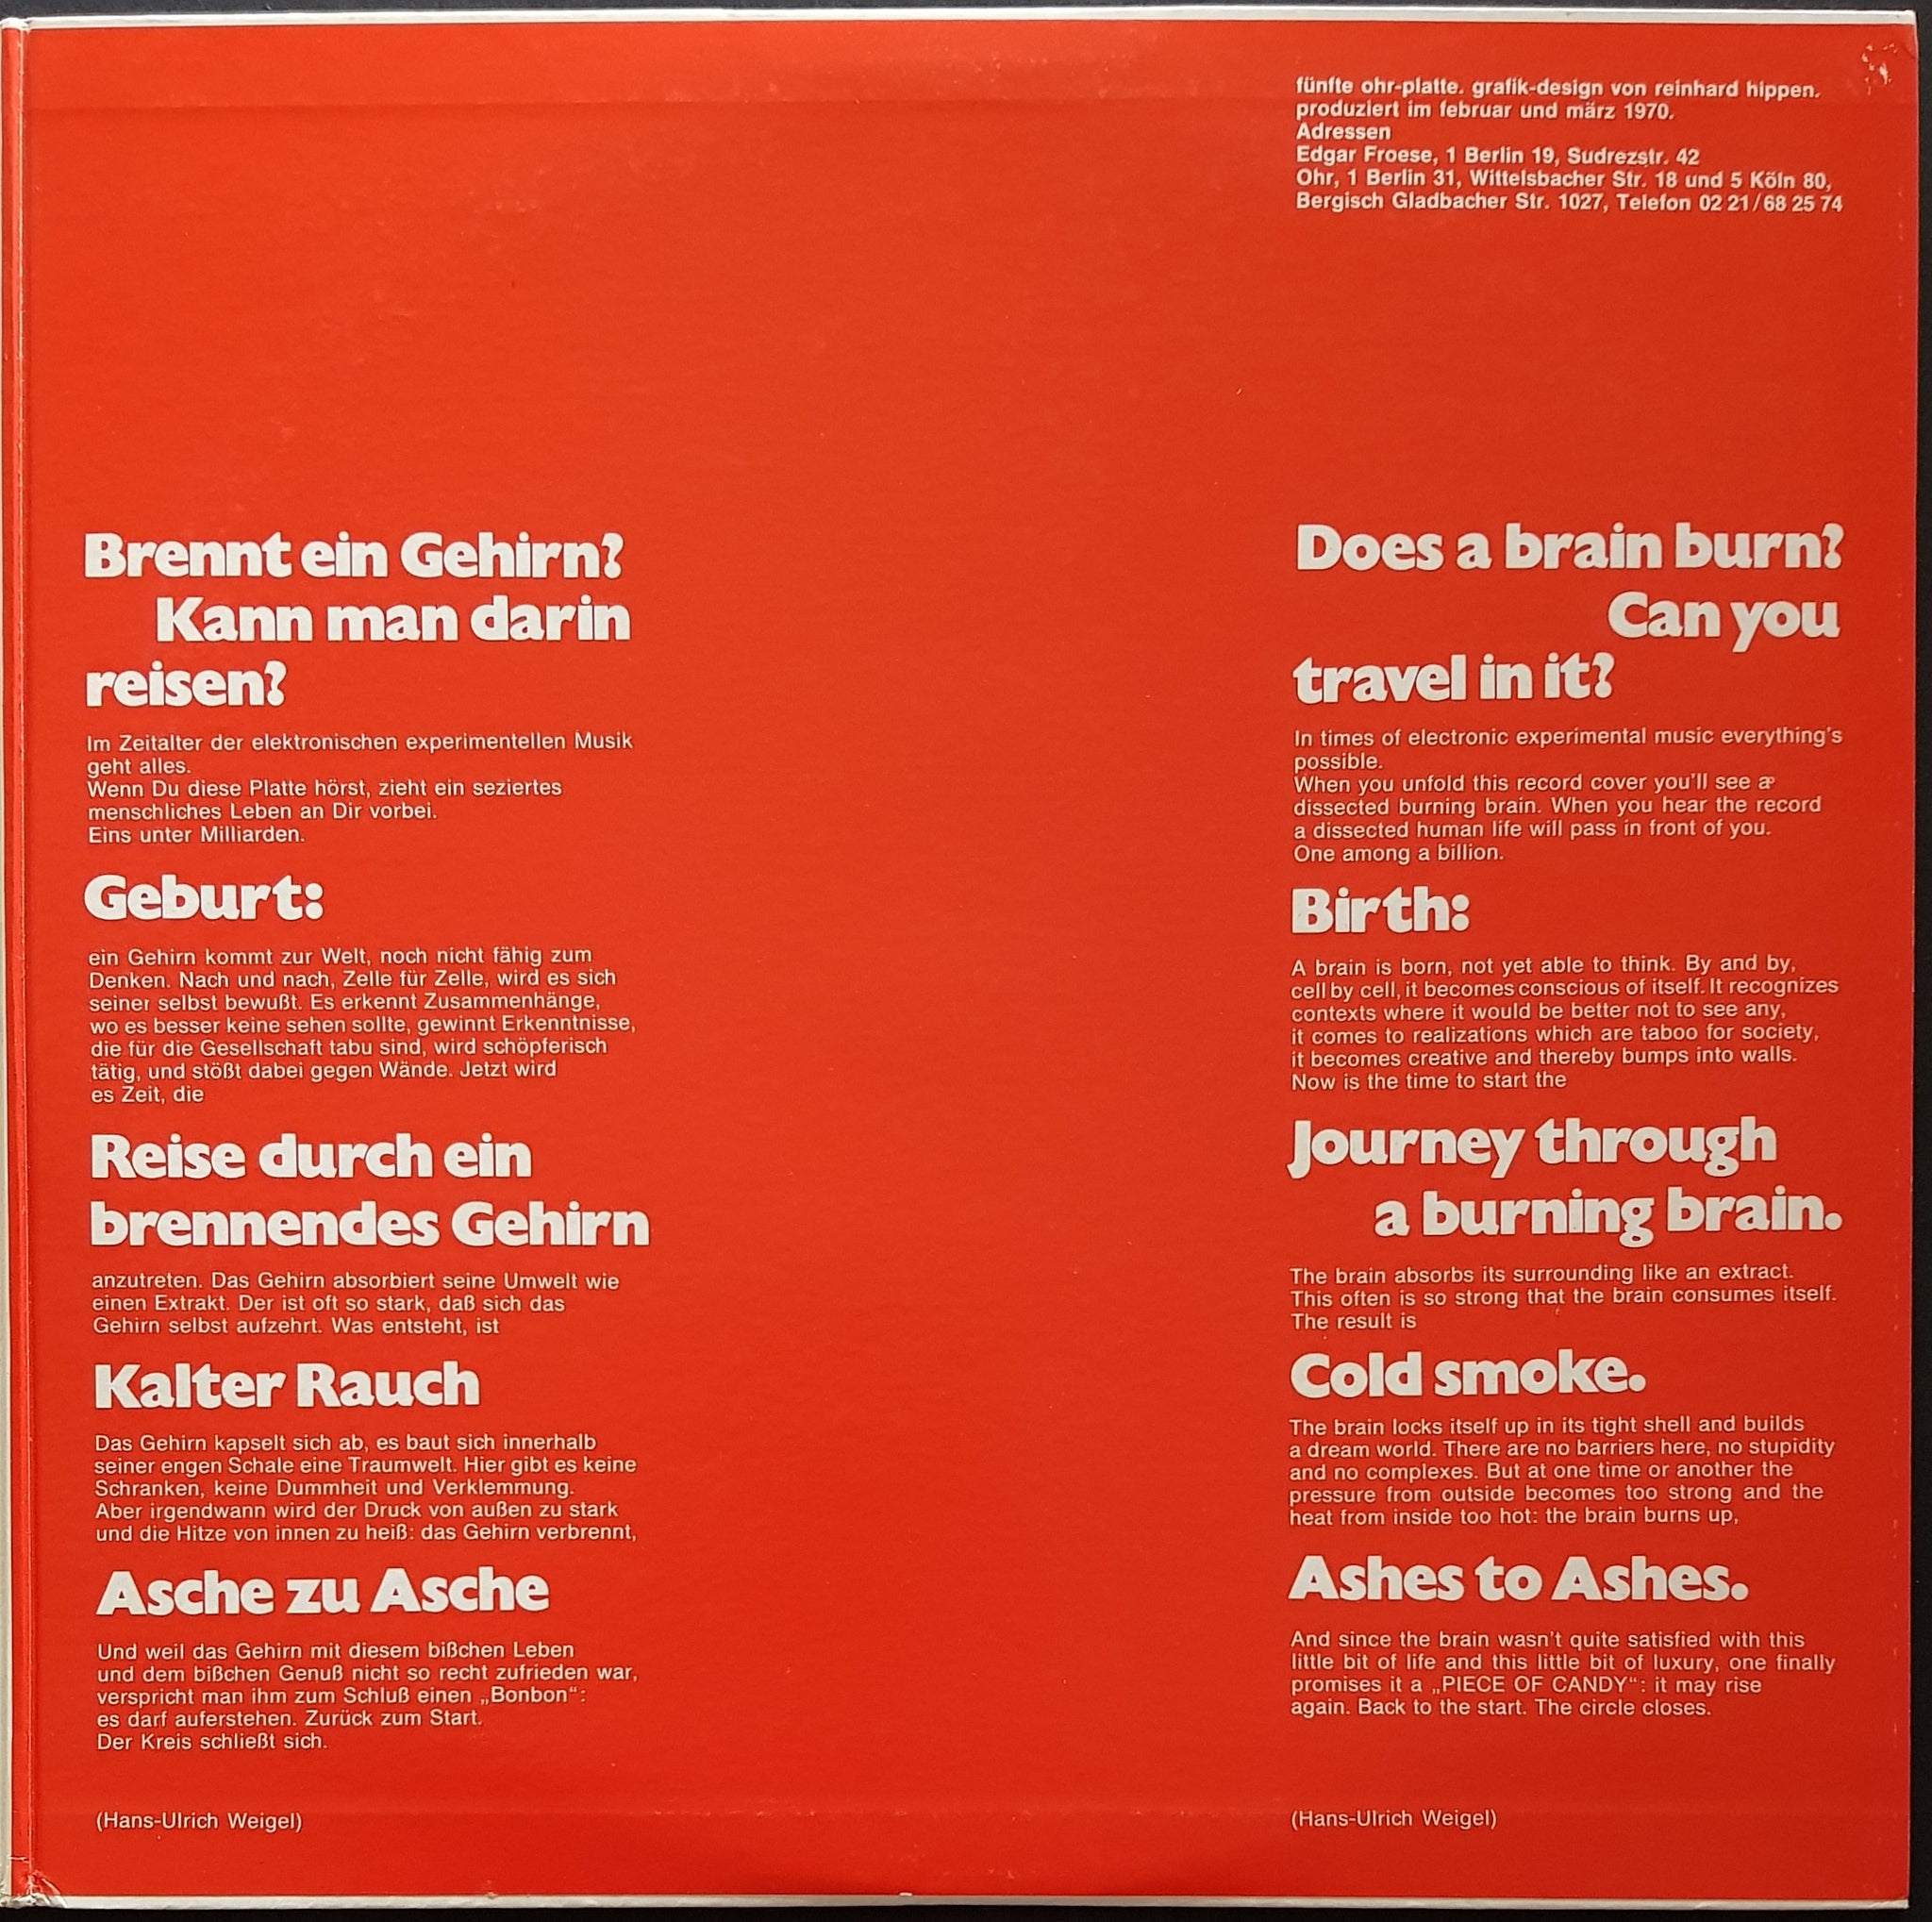 fünfte ohr-platte. grafik-design von reinhard hippen.
produziert im februar und märz 1970.
Adressen
Edgar Froese, 1 Berlin 19, Sudrezstr. 42
Ohr, 1 Berlin 31, Wittelsbacher Str. 18 und 5 Köln 80,
Bergisch Gladbacher Str. 1027, Telefon 02 21/68 25 74
Brennt ein Gehirn?
Kann man darin
reisen?
Im Zeitalter der elektronischen experimentellen Musik
geht alles.
Wenn Du diese Platte hörst, zieht ein seziertes
menschliches Leben an Dir vorbei.
Eins unter Milliarden.
Geburt:
ein Gehirn kommt zur Welt, noch nicht fähig zum
Denken. Nach und nach, Zelle für Zelle, wird es sich
seiner selbst bewußt. Es erkennt Zusammenhänge,
wo es besser keine sehen sollte, gewinnt Erkenntnisse,
die für die Gesellschaft tabu sind, wird schöpferisch
tätig, und stößt dabei gegen Wände. Jetzt wird
es Zeit, die
Reise durch ein
brennendes Gehirn
anzutreten. Das Gehirn absorbiert seine Umwelt wie
einen Extrakt. Der ist oft so stark, daß sich das
Gehirn selbst aufzehrt. Was entsteht, ist
Kalter Rauch
Das Gehirn kapselt sich ab, es baut sich innerhalb
seiner engen Schale eine Traumwelt. Hier gibt es keine
Schranken, keine Dummheit und Verklemmung.
Aber irgendwann wird der Druck von außen zu stark
und die Hitze von innen zu heiß: das Gehirn verbrennt,
Asche zu Asche
Und weil das Gehirn mit diesem bißchen Leben
und dem bißchen Genuß nicht so recht zufrieden war,
verspricht man ihm zum Schluß einen „Bonbon“:
es darf auferstehen. Zurück zum Start.
Der Kreis schließt sich.
(Hans-Ulrich Weigel)
Does a brain burn?
Can you
travel in it?
In times of electronic experimental music everything's
possible.
When you unfold this record cover you'll see a
dissected burning brain. When you hear the record
a dissected human life will pass in front of you.
One among a billion.
Birth:
A brain is born, not yet able to think. By and by,
cell by cell, it becomes conscious of itself. It recognizes
contexts where it would be better not to see any,
it comes to realizations which are taboo for society,
it becomes creative and thereby bumps into walls.
Now is the time to start the
Journey through
a burning brain.
The brain absorbs its surrounding like an extract.
This often is so strong that the brain consumes itself.
The result is
Cold smoke.
The brain locks itself up in its tight shell and builds
a dream world. There are no barriers here, no stupidity
and no complexes. But at one time or another the
pressure from outside becomes too strong and the
heat from inside too hot: the brain burns up,
Ashes to Ashes.
And since the brain wasn't quite satisfied with this
little bit of life and this little bit of luxury, one finally
promises it a „PIECE OF CANDY“: it may rise
again. Back to the start. The circle closes.
(Hans-Ulrich Weigel)